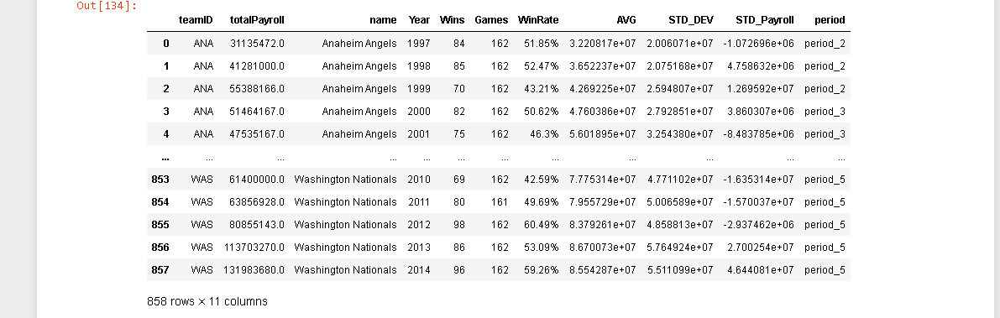 Out[134]:
teamID totalPayroll name Year Wins Games WinRate AVG STD_DEV STD_Payroll period
0 ANA 31135472.0 Anaheim Angels 1997 84 162 51.85% 3.220817e+07 2.006071e+07 -1.072696e+06 period_2
1 ANA 41281000.0 Anaheim Angels 1998 85 162 52.47% 3.652237e+07 2.075168e+07 4.758632e+06 period_2
2 ANA 55388166.0 Anaheim Angels 1999 70 162 43.21% 4.269225e+07 2.594807e+07 1.269592e+07 period_2
3 ANA 51464167.0 Anaheim Angels 2000 82 162 50.62% 4.760386e+07 2.792851e+07 3.860307e+06 period_3
4 ANA 47535167.0 Anaheim Angels 2001 75 162 46.3% 5.601895e+07 3.254380e+07 -8.483785e+06 period_3
... ... ... ... ... ... ... ... ... ... ... ...
853 WAS 61400000.0 Washington Nationals 2010 69 162 42.59% 7.775314e+07 4.771102e+07 -1.635314e+07 period_5
854 WAS 63856928.0 Washington Nationals 2011 80 161 49.69% 7.955729e+07 5.006589e+07 -1.570037e+07 period_5
855 WAS 80855143.0 Washington Nationals 2012 98 162 60.49% 8.379261e+07 4.858813e+07 -2.937462e+06 period_5
856 WAS 113703270.0 Washington Nationals 2013 86 162 53.09% 8.670073e+07 5.764924e+07 2.700254e+07 period_5
857 WAS 131983680.0 Washington Nationals 2014 96 162 59.26% 8.554287e+07 5.511099e+07 4.644081e+07 period_5
858 rows × 11 columns